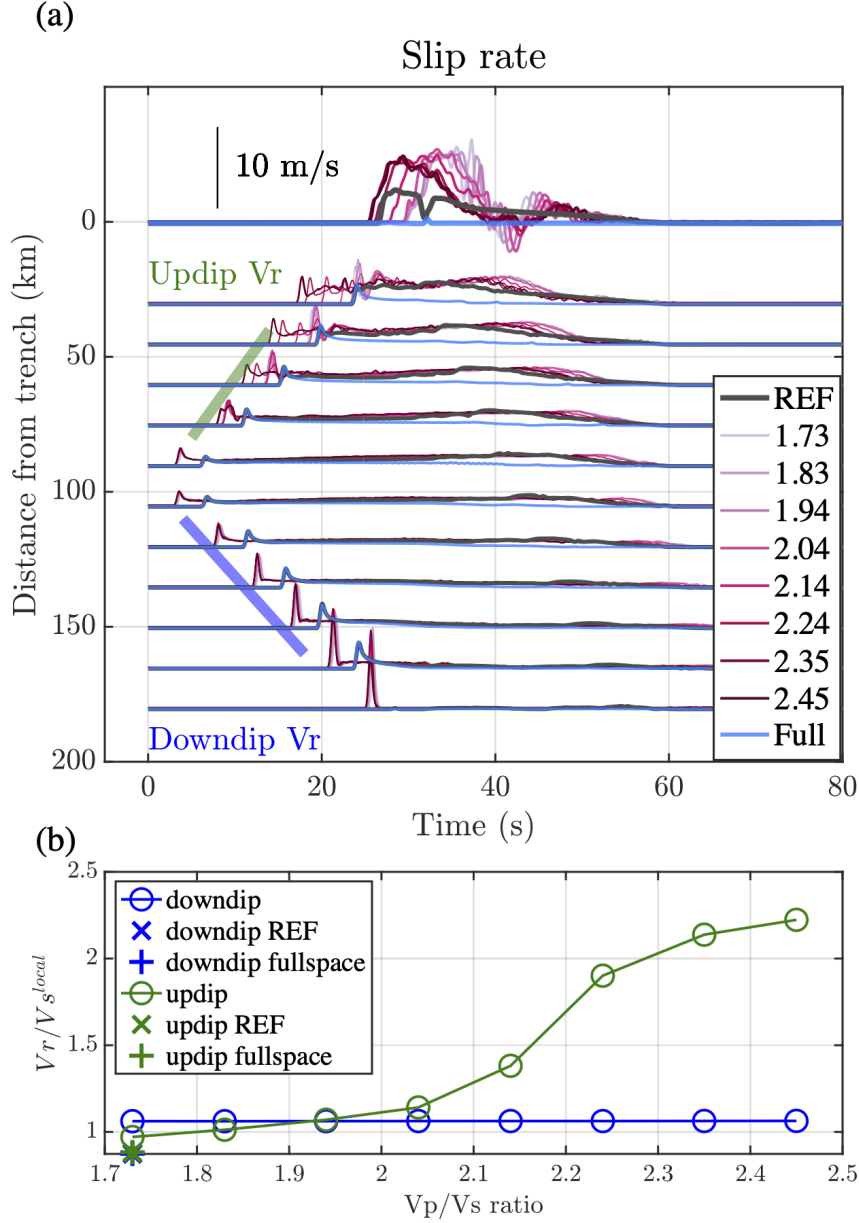 (a)
Slip rate
10 m/s
Updip Vr
Downdip Vr
Distance from trench (km)
0
50
100
150
200
0
20
40
60
80
Time (s)
REF
1.73
1.83
1.94
2.04
2.14
2.24
2.35
2.45
Full
(b)
Vr/Vs^local
2.5
2
1.5
1
downdip
downdip REF
downdip fullspace
updip
updip REF
updip fullspace
1.7
1.8
1.9
2
2.1
2.2
2.3
2.4
2.5
Vp/Vs ratio